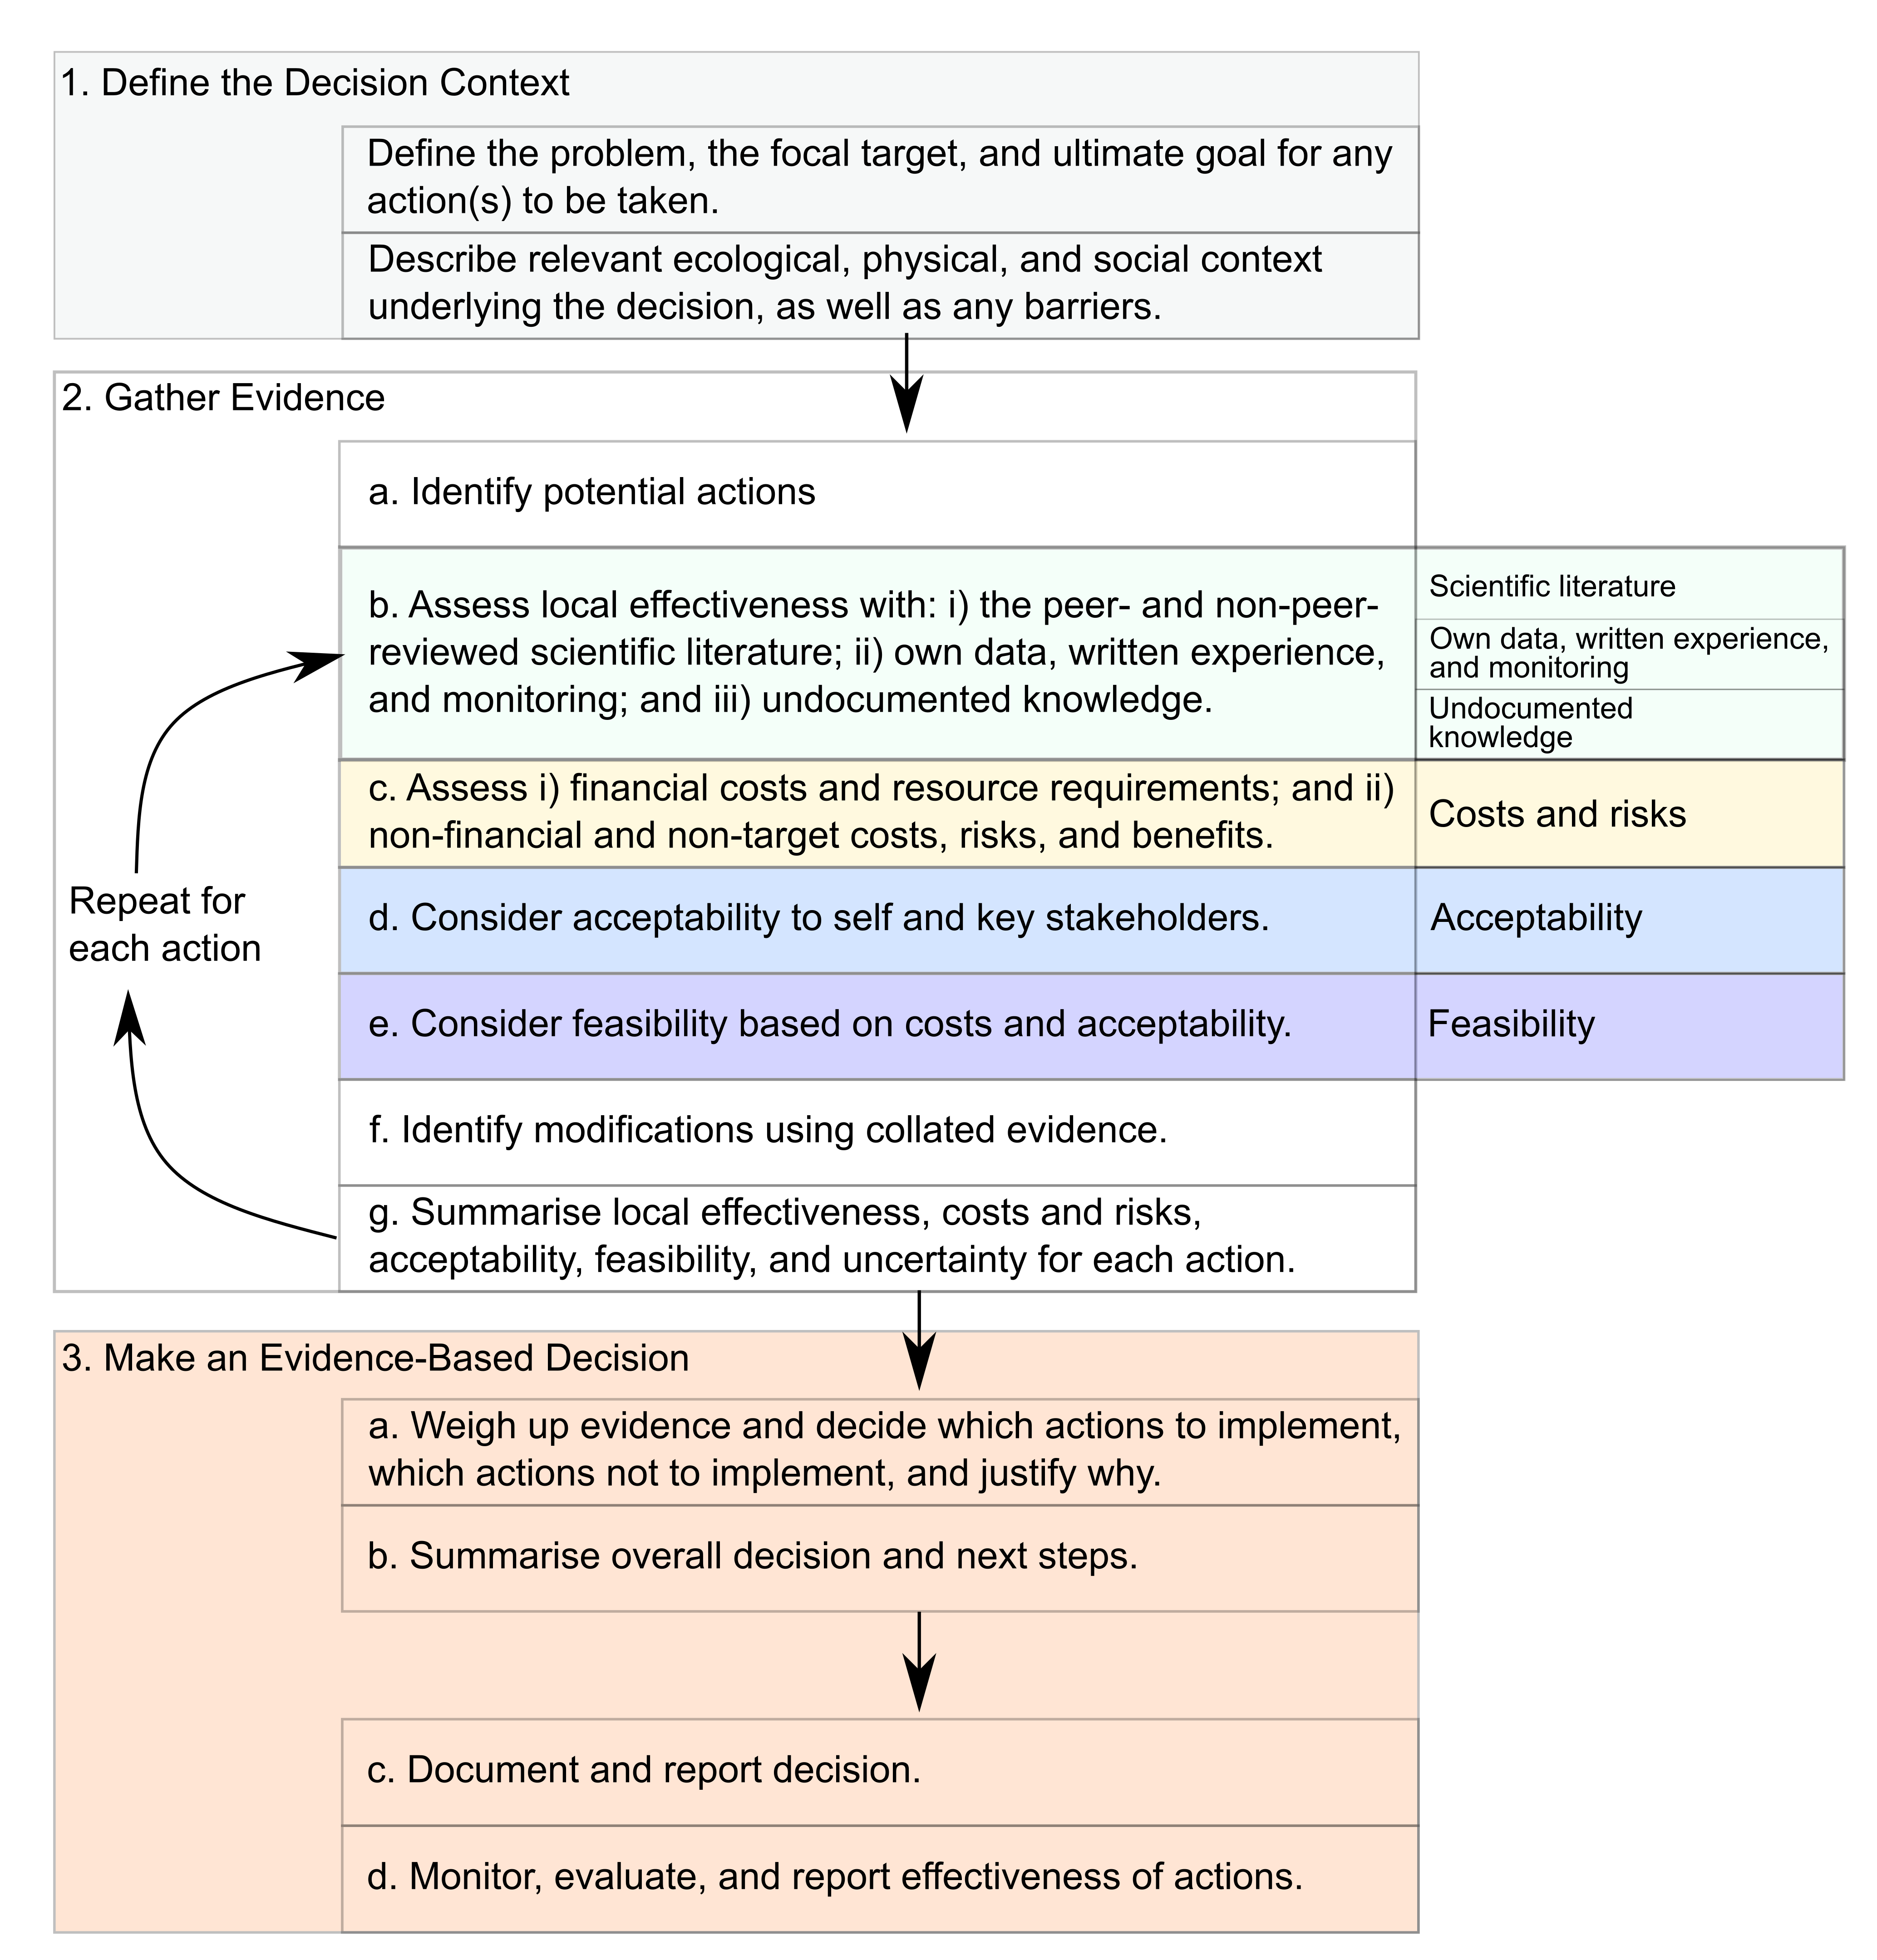 1. Define the Decision Context
Define the problem, the focal target, and ultimate goal for any
action(s) to be taken.
Describe relevant ecological, physical, and social context
underlying the decision, as well as any barriers.
2. Gather Evidence
a. Identify potential actions
b. Assess local effectiveness with: i) the peer- and non-peer-
reviewed scientific literature; ii) own data, written experience,
and monitoring; and iii) undocumented knowledge.
Scientific literature
Own data, written experience,
and monitoring
Undocumented
knowledge
c. Assess i) financial costs and resource requirements; and ii)
non-financial and non-target costs, risks, and benefits.
Costs and risks
Repeat for
each action
d. Consider acceptability to self and key stakeholders.
Acceptability
e. Consider feasibility based on costs and acceptability.
Feasibility
f. Identify modifications using collated evidence.
g. Summarise local effectiveness, costs and risks,
acceptability, feasibility, and uncertainty for each action.
3. Make an Evidence-Based Decision
a. Weigh up evidence and decide which actions to implement,
which actions not to implement, and justify why.
b. Summarise overall decision and next steps.
c. Document and report decision.
d. Monitor, evaluate, and report effectiveness of actions.